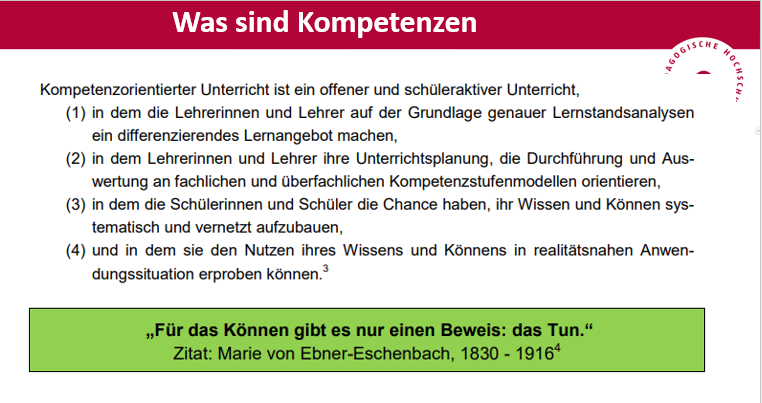 Was sind Kompetenzen
AGOGISCHE HOCHSCH
Kompetenzorientierter Unterricht ist ein offener und schüleraktiver Unterricht,
(1) in dem die Lehrerinnen und Lehrer auf der Grundlage genauer Lernstandsanalysen
ein differenzierendes Lernangebot machen,
(2) in dem Lehrerinnen und Lehrer ihre Unterrichtsplanung, die Durchführung und Aus-
wertung an fachlichen und überfachlichen Kompetenzstufenmodellen orientieren,
(3) in dem die Schülerinnen und Schüler die Chance haben, ihr Wissen und Können sys-
tematisch und vernetzt aufzubauen,
(4) und in dem sie den Nutzen ihres Wissens und Könnens in realitätsnahen Anwen-
dungssituation erproben können.³
„Für das Können gibt es nur einen Beweis: das Tun.“
Zitat: Marie von Ebner-Eschenbach, 1830 - 1916⁴